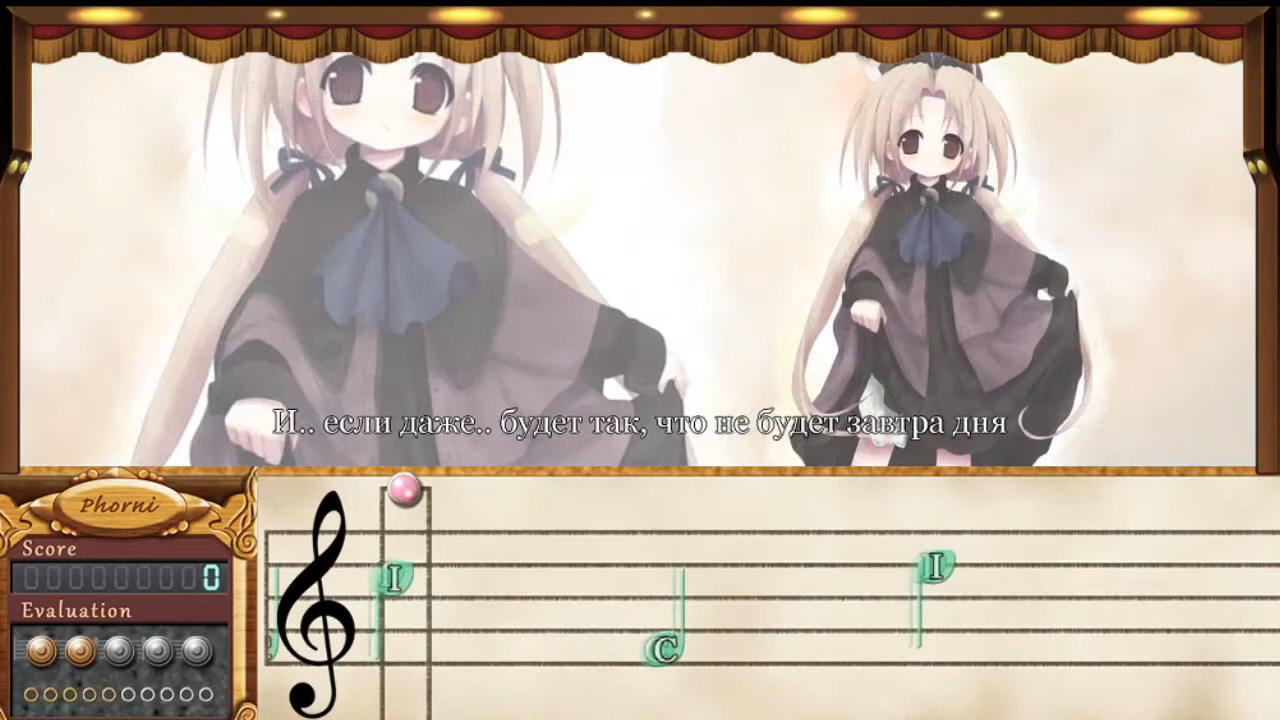 И.. если даже.. будет так, что не будет завтра дня
Phorni
Score
0
Evaluation
I
C
I